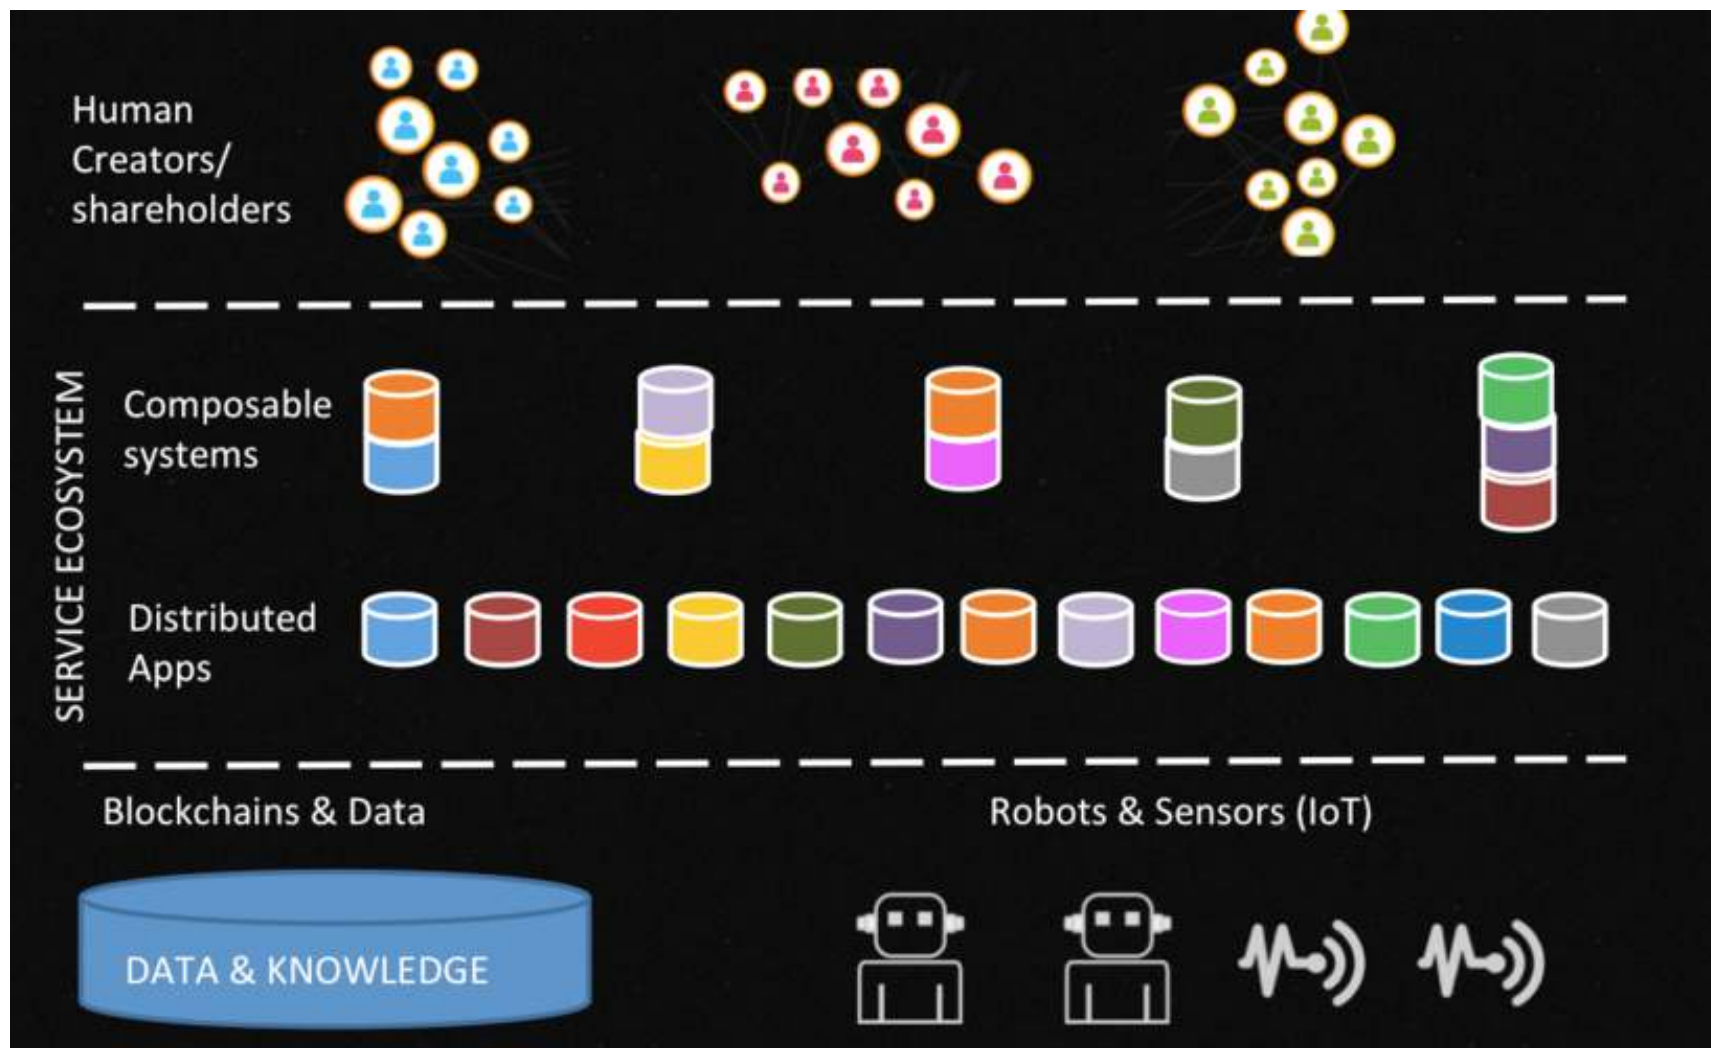 Human
Creators/
shareholders
SERVICE ECOSYSTEM
Composable
systems
Distributed
Apps
Blockchains & Data
Robots & Sensors (IoT)
DATA & KNOWLEDGE